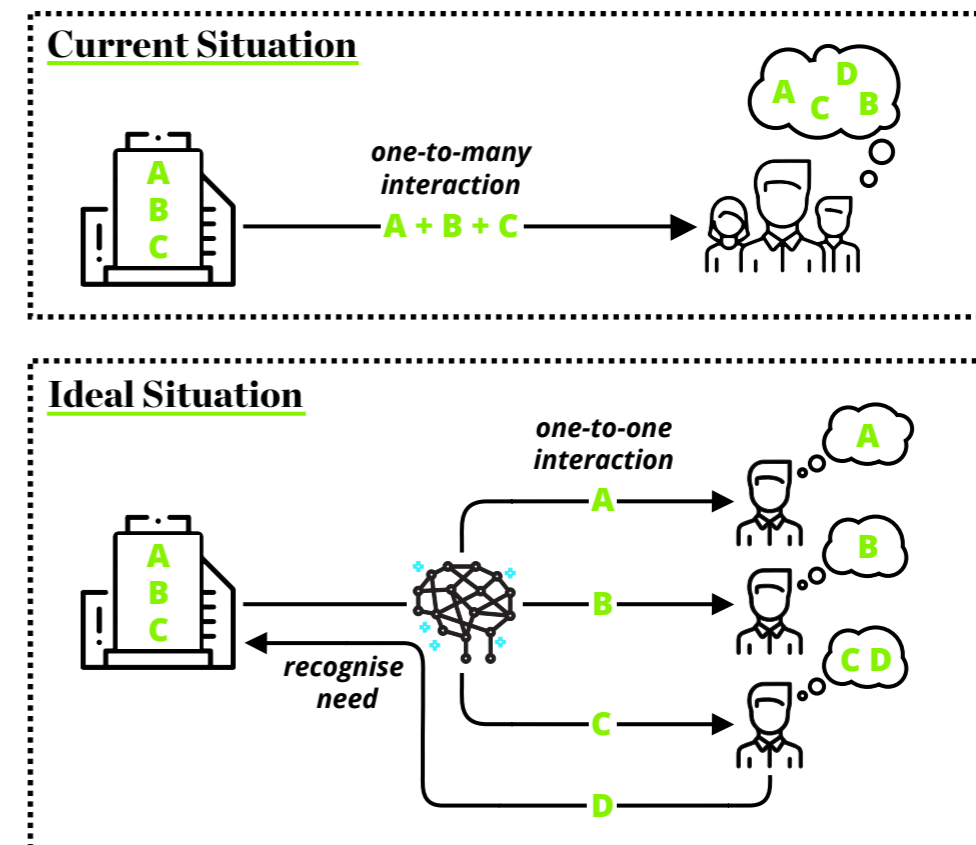 Current Situation
A
B
C
one-to-many
interaction
A + B + C
A C D B
Ideal Situation
A
B
C
recognise
need
one-to-one
interaction
A
B
C
D
A
B
C D